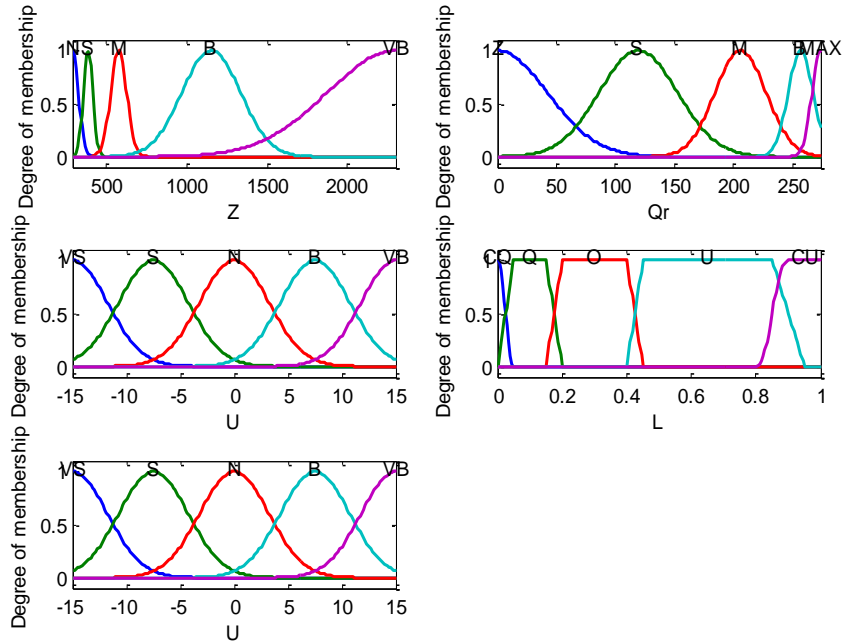 NS M B VB
Degree of membership
1
0.5
0
500 1000 1500 2000
Z
Z S M B MAX
Degree of membership
1
0.5
0
0 50 100 150 200 250
Qr
VS S N B VB
Degree of membership
1
0.5
0
-15 -10 -5 0 5 10 15
U
CQ Q O U CU
Degree of membership
1
0.5
0
0 0.2 0.4 0.6 0.8 1
L
VS S N B VB
Degree of membership
1
0.5
0
-15 -10 -5 0 5 10 15
U